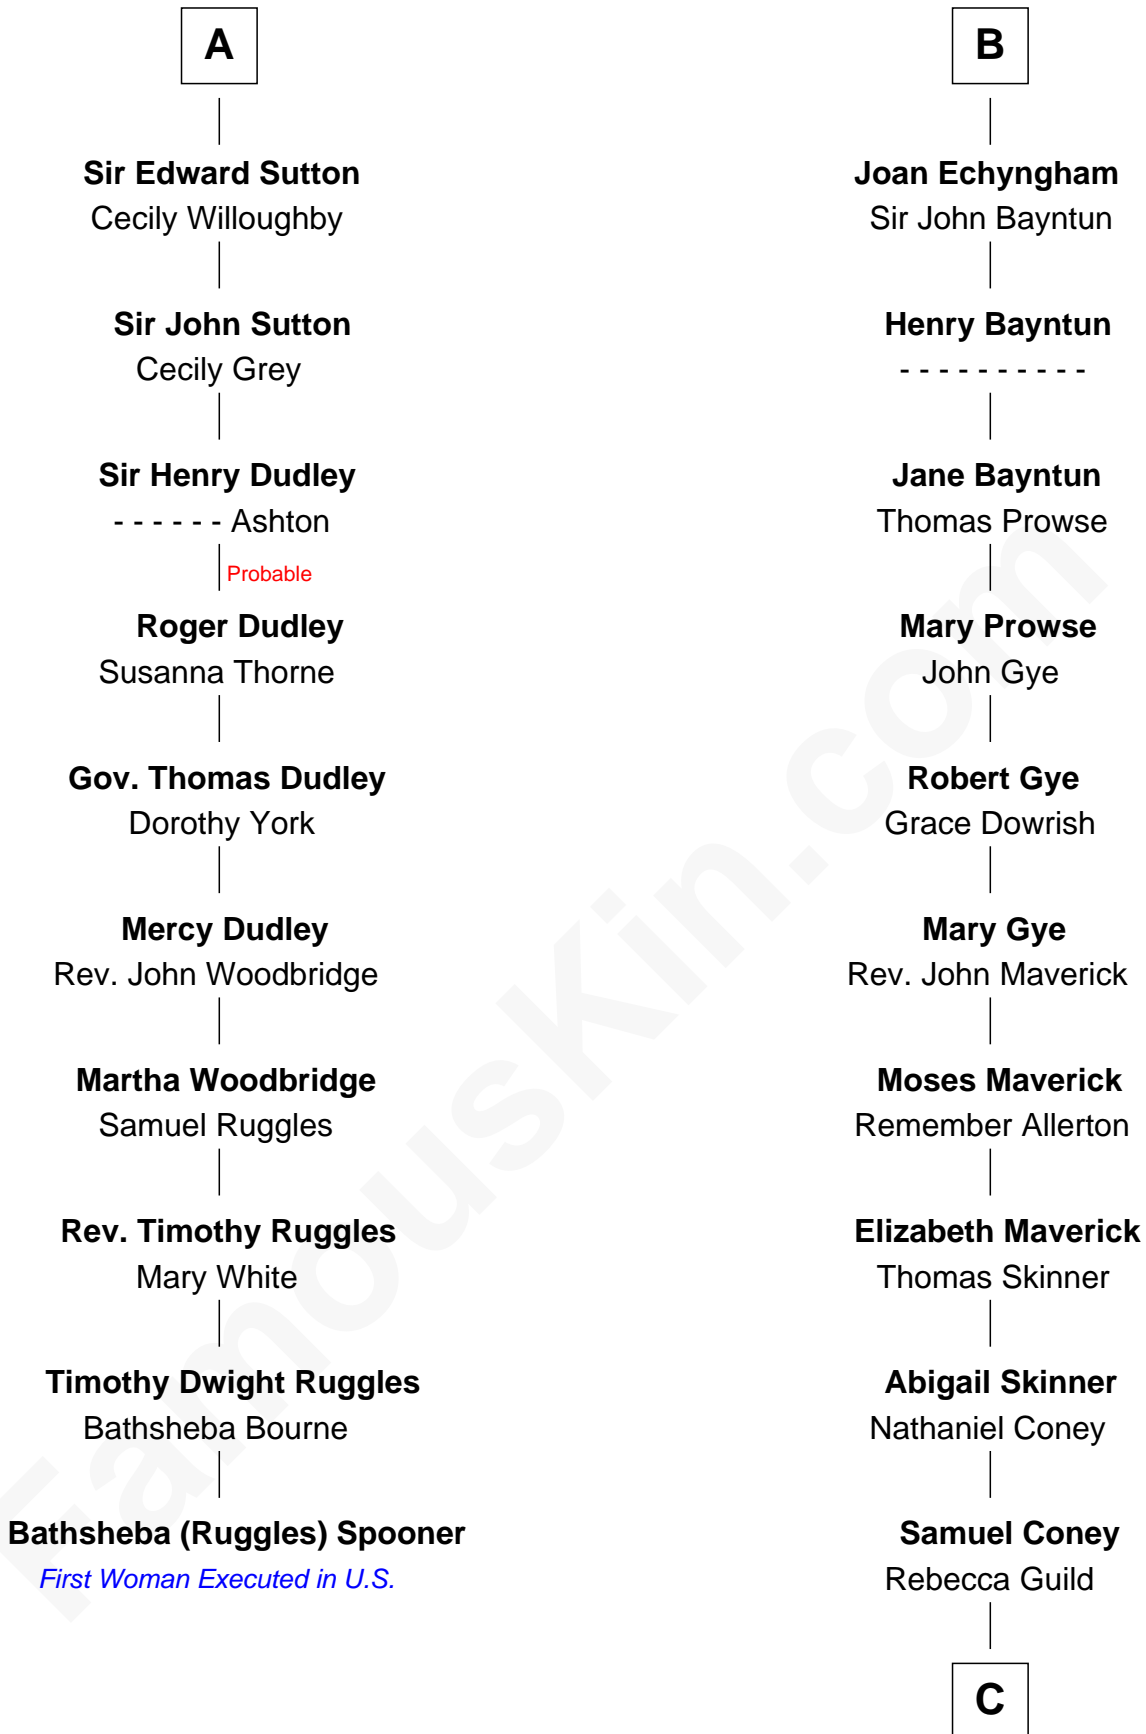 A
Sir Edward Sutton
Cecily Willoughby
Sir John Sutton
Cecily Grey
Sir Henry Dudley
- - - - - - Ashton
Probable
Roger Dudley
Susanna Thorne
Gov. Thomas Dudley
Dorothy York
Mercy Dudley
Rev. John Woodbridge
Martha Woodbridge
Samuel Ruggles
Rev. Timothy Ruggles
Mary White
Timothy Dwight Ruggles
Bathsheba Bourne
Bathsheba (Ruggles) Spooner
First Woman Executed in U.S.
B
Joan Echyngham
Sir John Bayntun
Henry Bayntun
- - - - - - - - - -
Jane Bayntun
Thomas Prowse
Mary Prowse
John Gye
Robert Gye
Grace Dowrish
Mary Gye
Rev. John Maverick
Moses Maverick
Remember Allerton
Elizabeth Maverick
Thomas Skinner
Abigail Skinner
Nathaniel Coney
Samuel Coney
Rebecca Guild
C
FamousKin.com